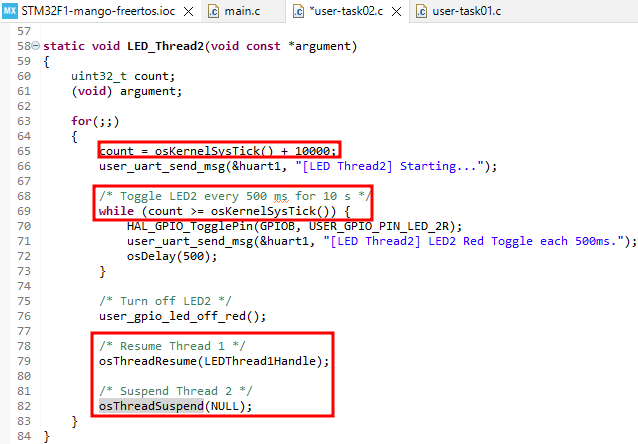 MX STM32F1-mango-freertos.ioc main.c *user-task02.c user-task01.c
57
58 static void LED_Thread2(void const *argument)
59 {
60 uint32_t count;
61 (void) argument;
62
63 for(;;)
64 {
65 count = osKernelSysTick() + 10000;
66 user_uart_send_msg(&huart1, "[LED Thread2] Starting...");
67
68 /* Toggle LED2 every 500 ms for 10 s */
69 while (count >= osKernelSysTick()) {
70 HAL_GPIO_TogglePin(GPIOB, USER_GPIO_PIN_LED_2R);
71 user_uart_send_msg(&huart1, "[LED Thread2] LED2 Red Toggle each 500ms.");
72 osDelay(500);
73 }
74
75 /* Turn off LED2 */
76 user_gpio_led_off_red();
77
78 /* Resume Thread 1 */
79 osThreadResume(LEDThread1Handle);
80
81 /* Suspend Thread 2 */
82 osThreadSuspend(NULL);
83 }
84 }